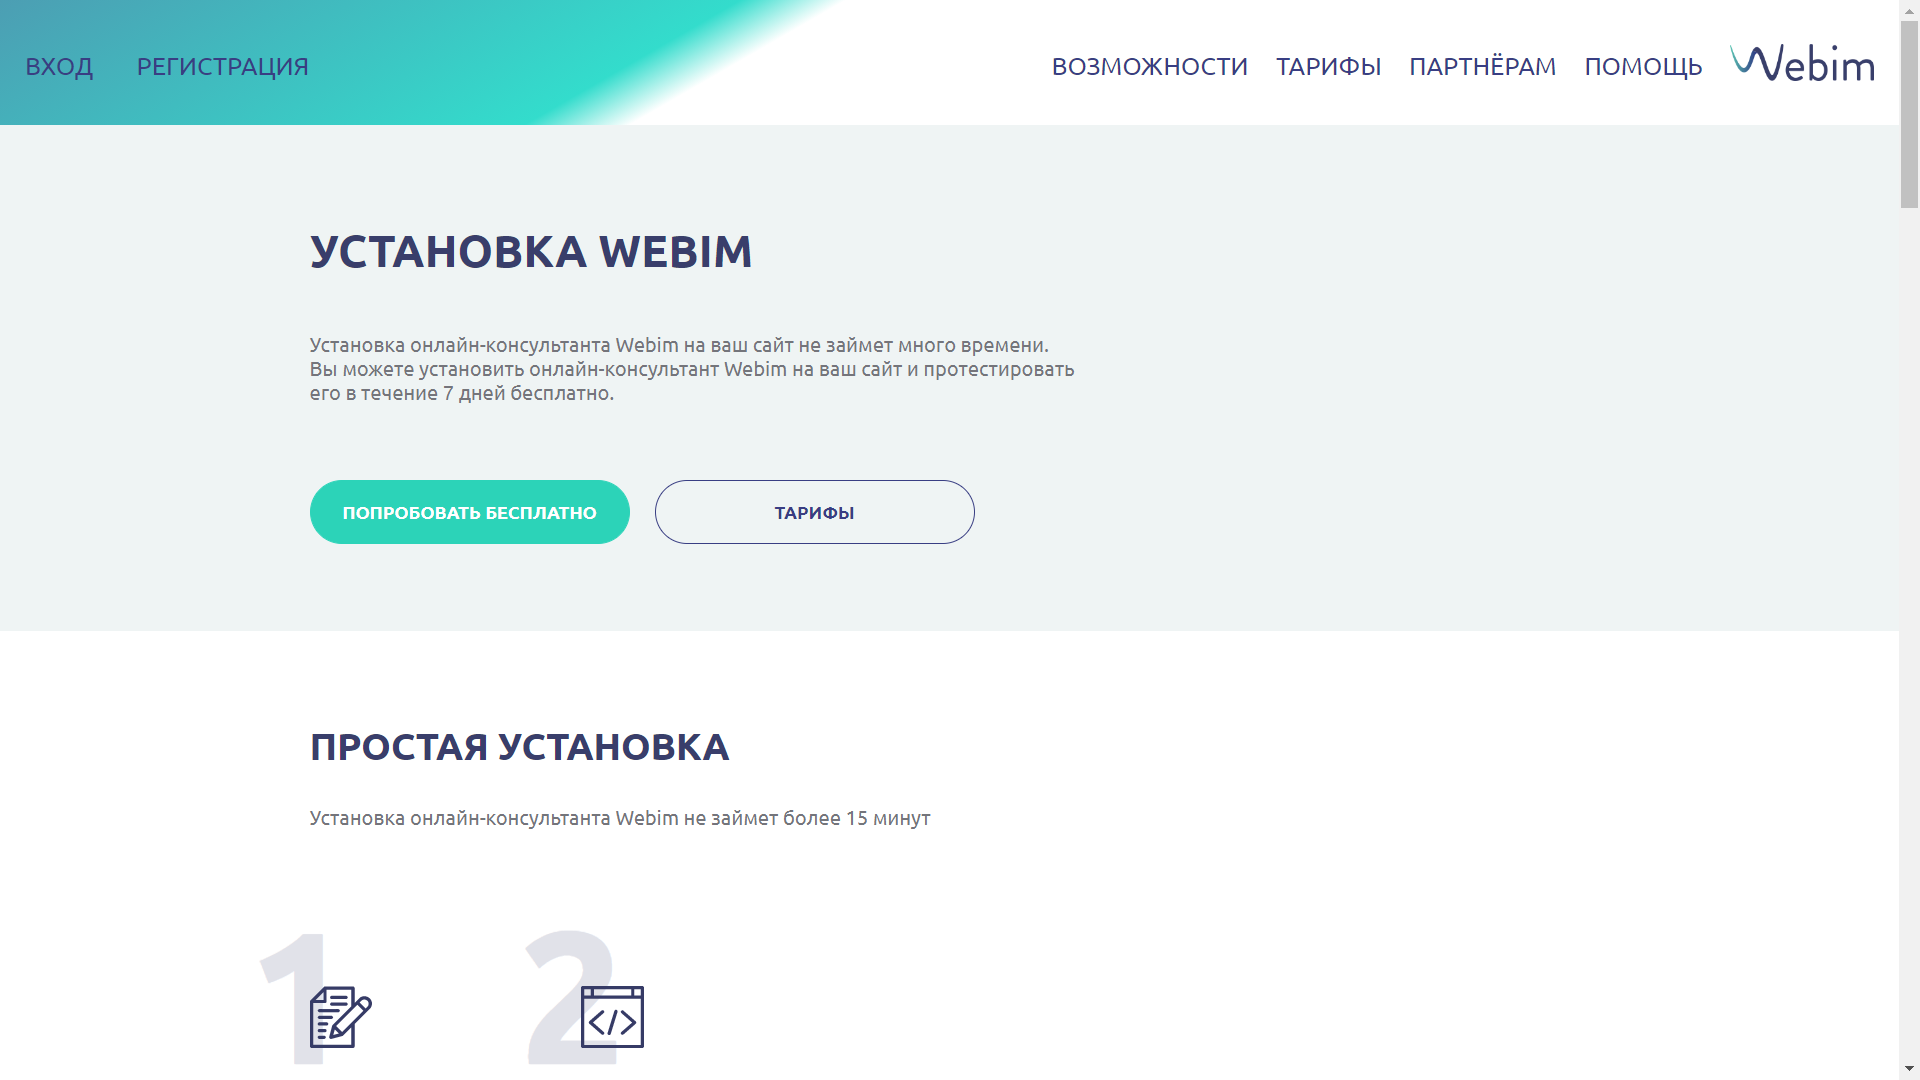 ВХОД
РЕГИСТРАЦИЯ
ВОЗМОЖНОСТИ
ТАРИФЫ
ПАРТНЁРАМ
ПОМОЩЬ
Webim
УСТАНОВКА WEBIM
Установка онлайн-консультанта Webim на ваш сайт не займет много времени.
Вы можете установить онлайн-консультант Webim на ваш сайт и протестировать
его в течение 7 дней бесплатно.
ПОПРОБОВАТЬ БЕСПЛАТНО
ТАРИФЫ
ПРОСТАЯ УСТАНОВКА
Установка онлайн-консультанта Webim не займет более 15 минут
1
2